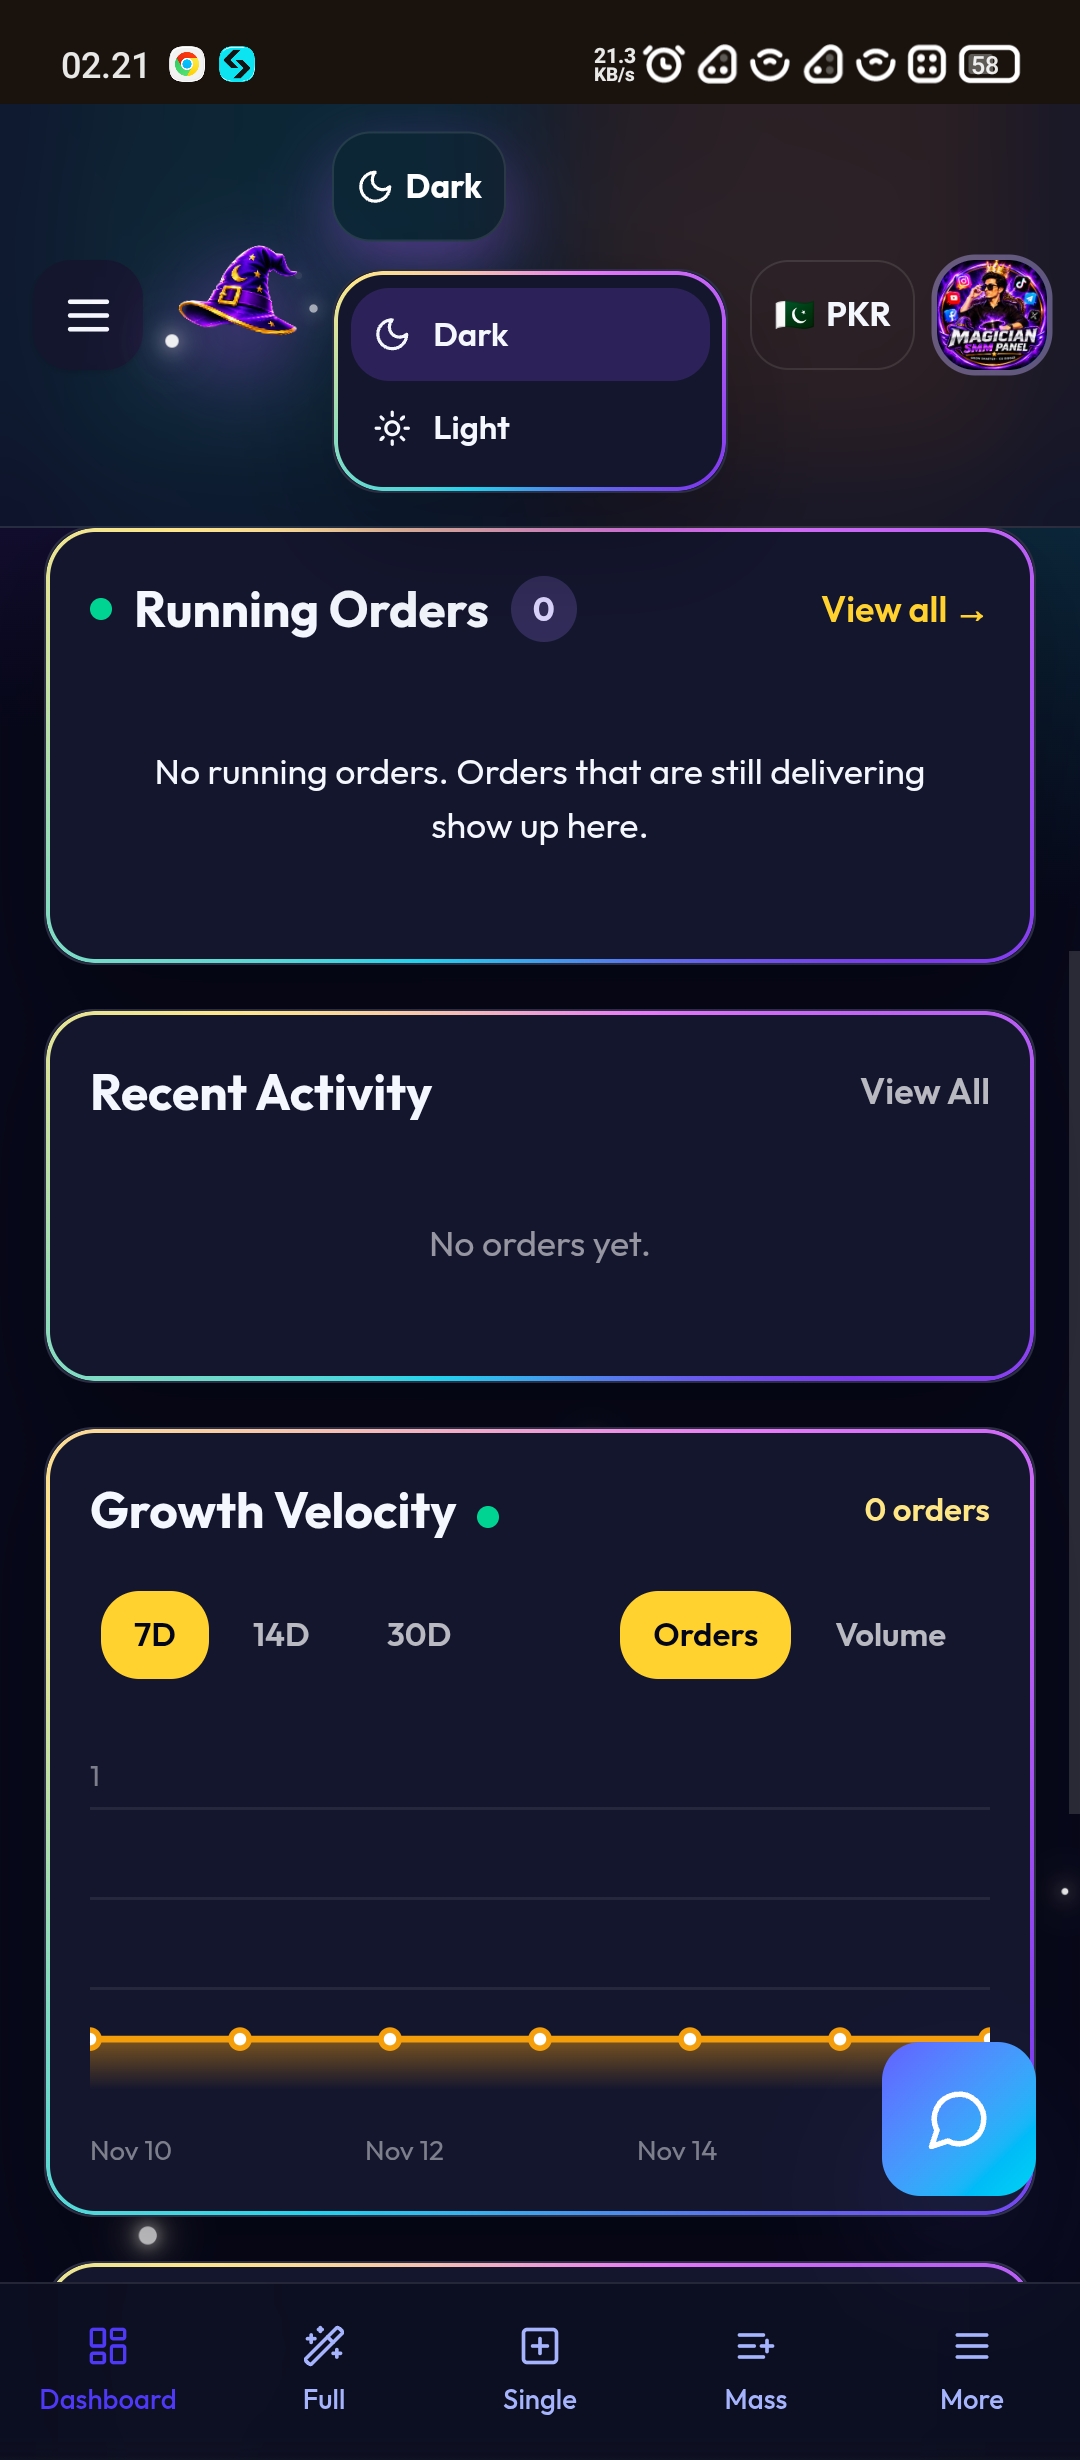 02.21
21.3
KB/s
58
Dark
Dark
Light
PKR
MAGICIAN
SMM PANEL
Running Orders
0
View all →
No running orders. Orders that are still delivering
show up here.
Recent Activity
View All
No orders yet.
Growth Velocity
0 orders
7D
14D
30D
Orders
Volume
1
Nov 10
Nov 12
Nov 14
Dashboard
Full
Single
Mass
More